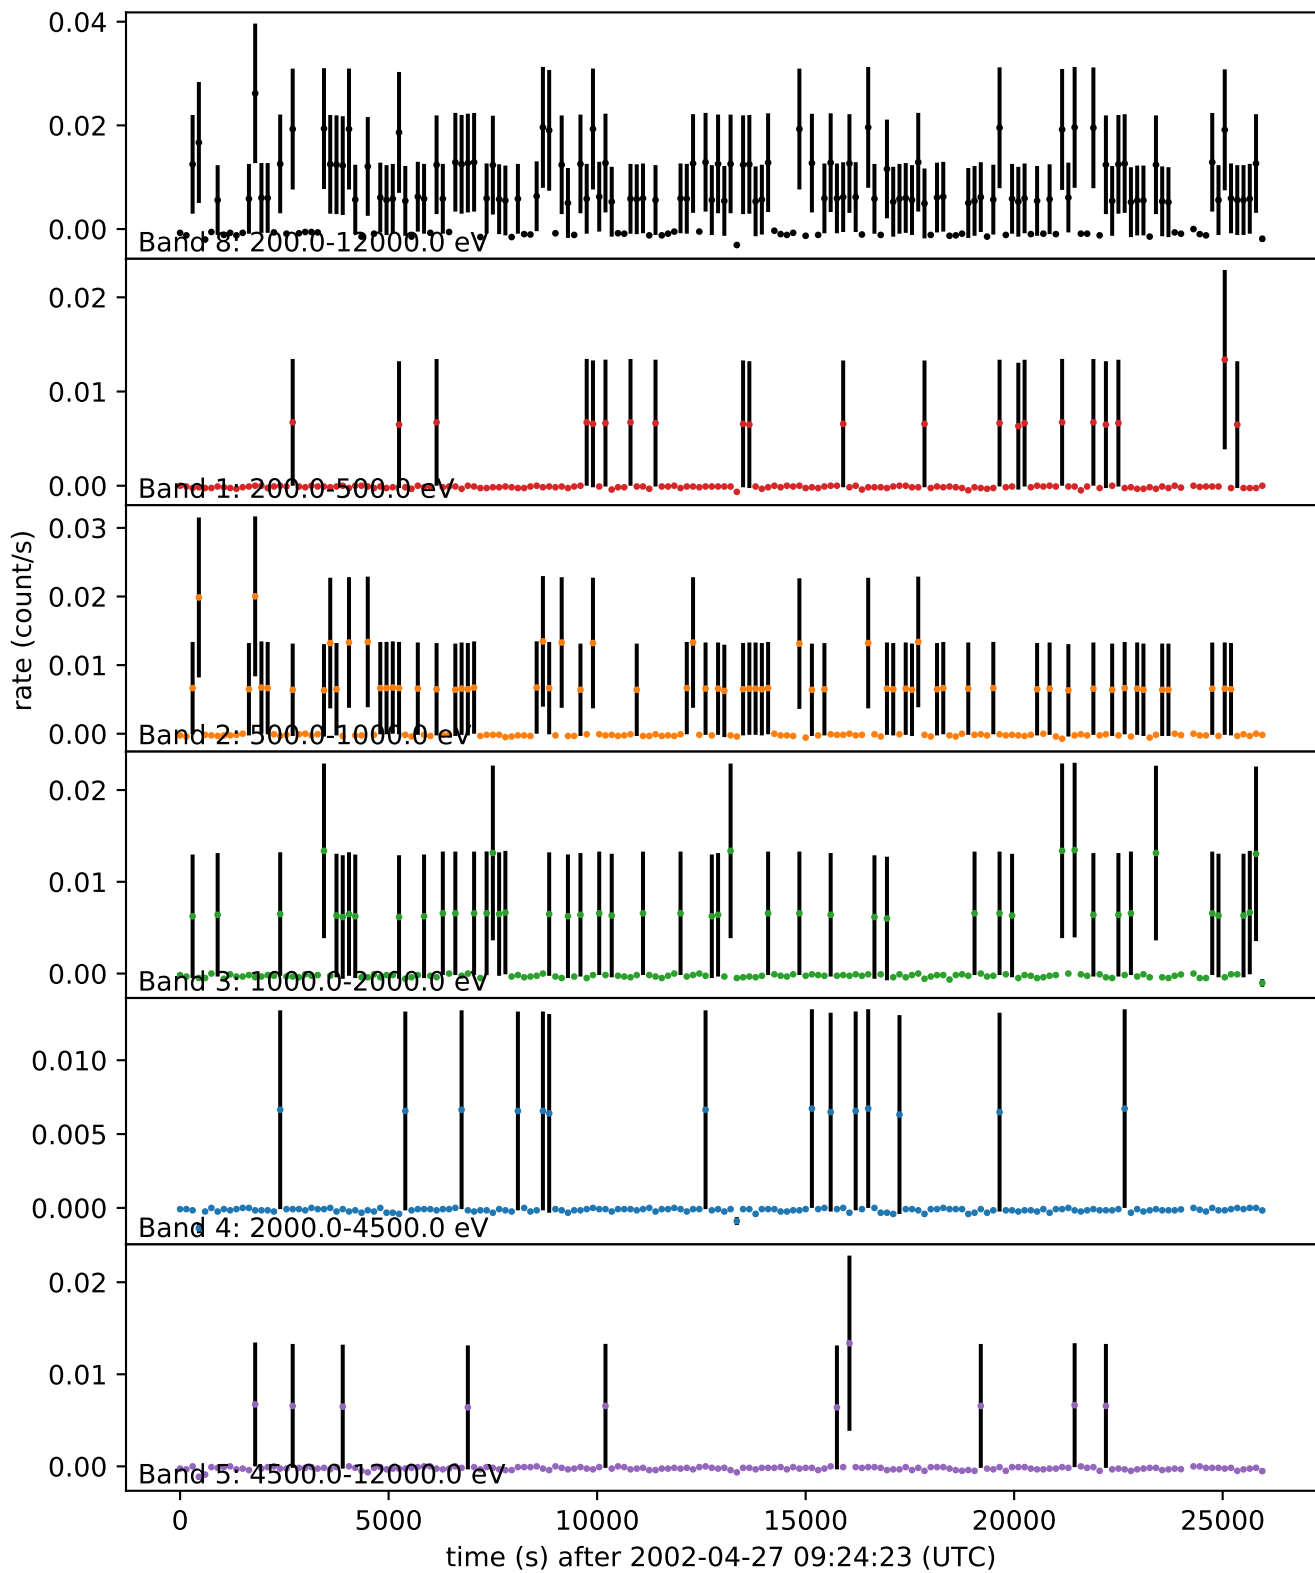 0.04
0.02
0.00
Band 8: 200.0-12000.0 eV
0.02
0.01
0.00
Band 1: 200.0-500.0 eV
0.03
0.02
0.01
0.00
Band 2: 500.0-1000.0 eV
rate (count/s)
0.02
0.01
0.00
Band 3: 1000.0-2000.0 eV
0.010
0.005
0.000
Band 4: 2000.0-4500.0 eV
0.02
0.01
0.00
Band 5: 4500.0-12000.0 eV
0 5000 10000 15000 20000 25000
time (s) after 2002-04-27 09:24:23 (UTC)